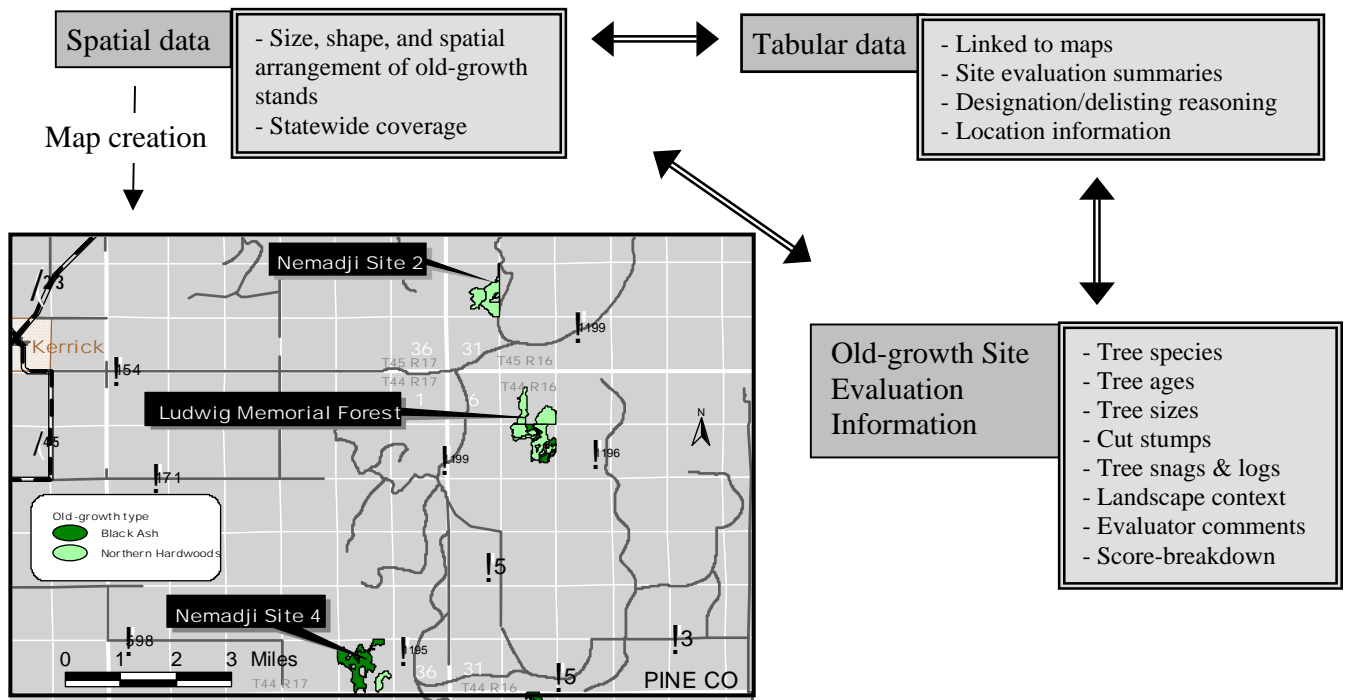 Spatial data
- Size, shape, and spatial
arrangement of old-growth
stands
- Statewide coverage
Tabular data
- Linked to maps
- Site evaluation summaries
- Designation/delisting reasoning
- Location information
Map creation
Nemadji Site 2
23
Kerrick
1199
36 31
T45 R17 T45 R16
T44 R17 T44 R16
154
1 6
Ludwig Memorial Forest
N
45
199
1196
171
Old-growth type
Black Ash
Northern Hardwoods
5
Nemadji Site 4
598
1195
3
0 1 2 3 Miles
36 31
5
T44 R17
T44 R16
PINE CO
Old-growth Site
Evaluation
Information
- Tree species
- Tree ages
- Tree sizes
- Cut stumps
- Tree snags & logs
- Landscape context
- Evaluator comments
- Score-breakdown